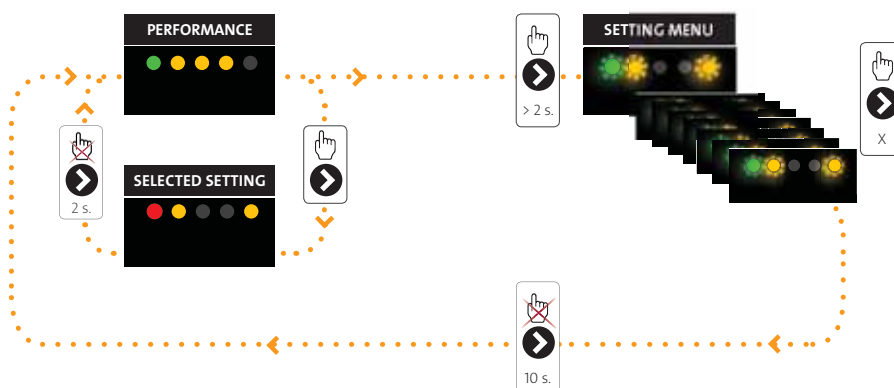 PERFORMANCE
SETTING MENU
> 2 s.
X
SELECTED SETTING
2 s.
10 s.